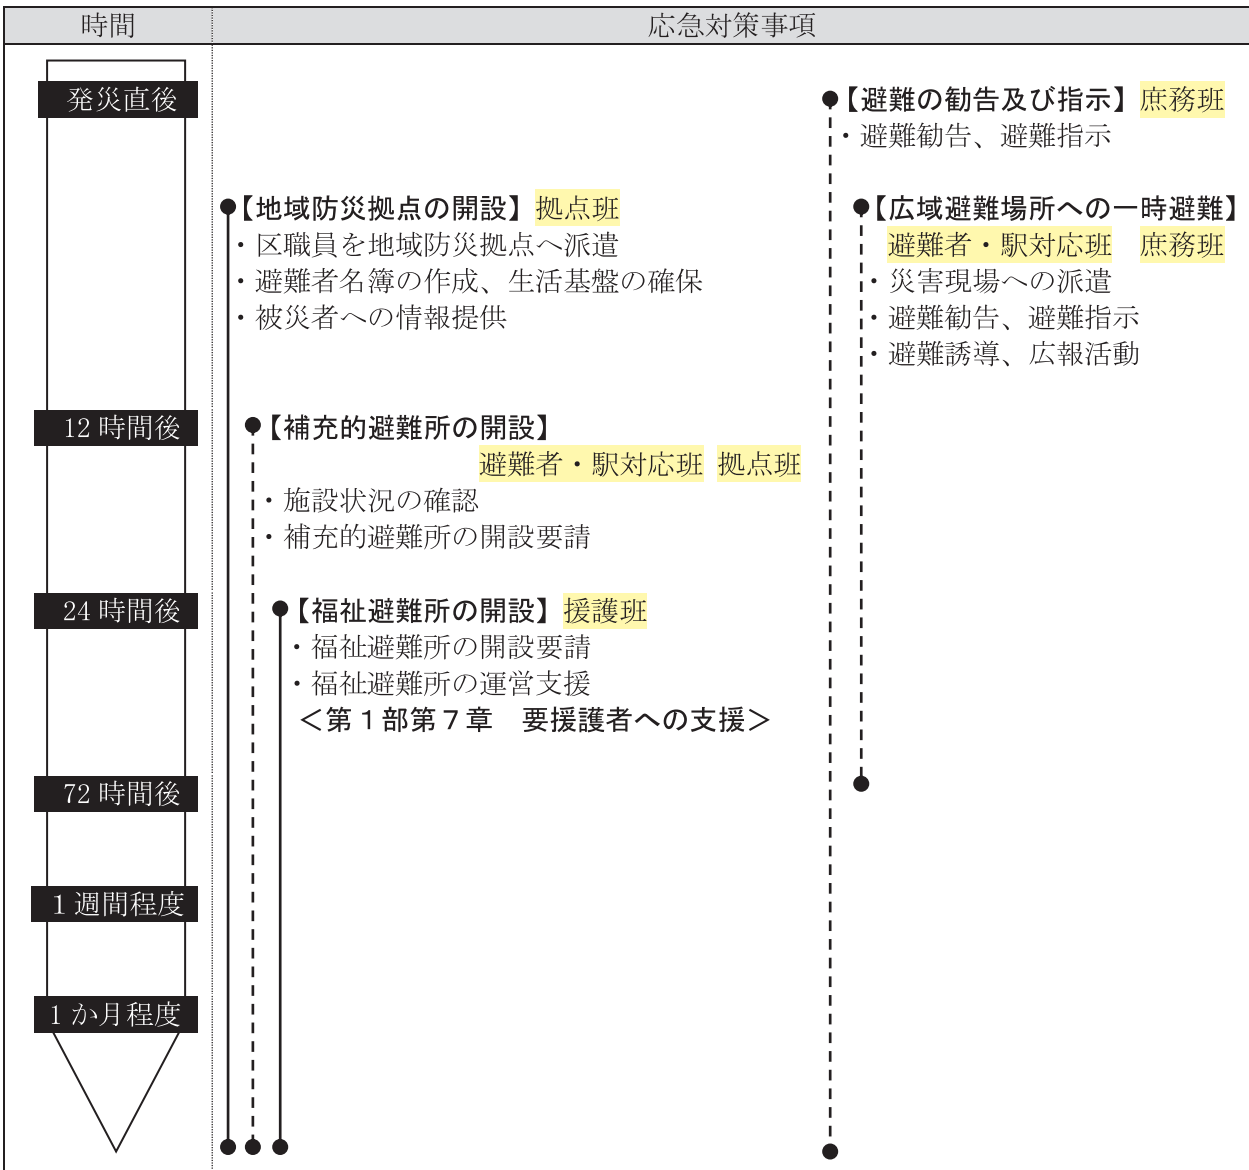 時間
応急対策事項
発災直後
12時間後
24時間後
72時間後
1週間程度
1か月程度
【地域防災拠点の開設】拠点班
・区職員を地域防災拠点へ派遣
・避難者名簿の作成、生活基盤の確保
・被災者への情報提供
【補充的避難所の開設】
避難者・駅対応班 拠点班
・施設状況の確認
・補充的避難所の開設要請
【福祉避難所の開設】援護班
・福祉避難所の開設要請
・福祉避難所の運営支援
＜第１部第７章　要援護者への支援＞
【避難の勧告及び指示】庶務班
・避難勧告、避難指示
【広域避難場所への一時避難】
避難者・駅対応班　庶務班
・災害現場への派遣
・避難勧告、避難指示
・避難誘導、広報活動